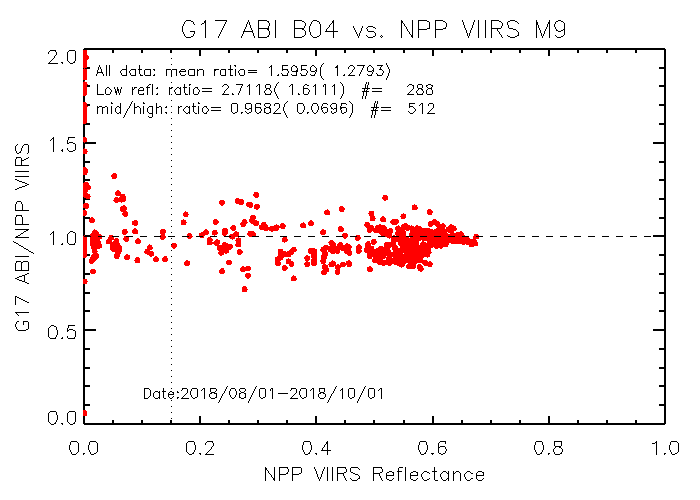 G17 ABI B04 vs. NPP VIIRS M9
All data: mean ratio= 1.5959( 1.2793)
Low refl: ratio= 2.7118( 1.6111) #= 288
mid/high: ratio= 0.9682( 0.0696) #= 512
2.0
1.5
1.0
0.5
0.0
G17 ABI/NPP VIIRS
Date:2018/08/01-2018/10/01
0.0 0.2 0.4 0.6 0.8 1.0
NPP VIIRS Reflectance